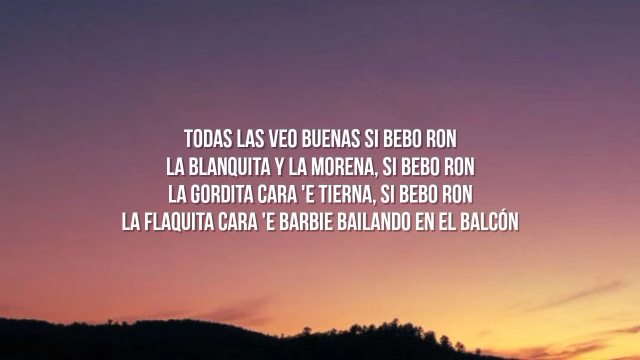 TODAS LAS VEO BUENAS SI BEBO RON
LA BLANQUITA Y LA MORENA, SI BEBO RON
LA GORDITA CARA 'E TIERNA, SI BEBO RON
LA FLAQUITA CARA 'E BARBIE BAILANDO EN EL BALCÓN